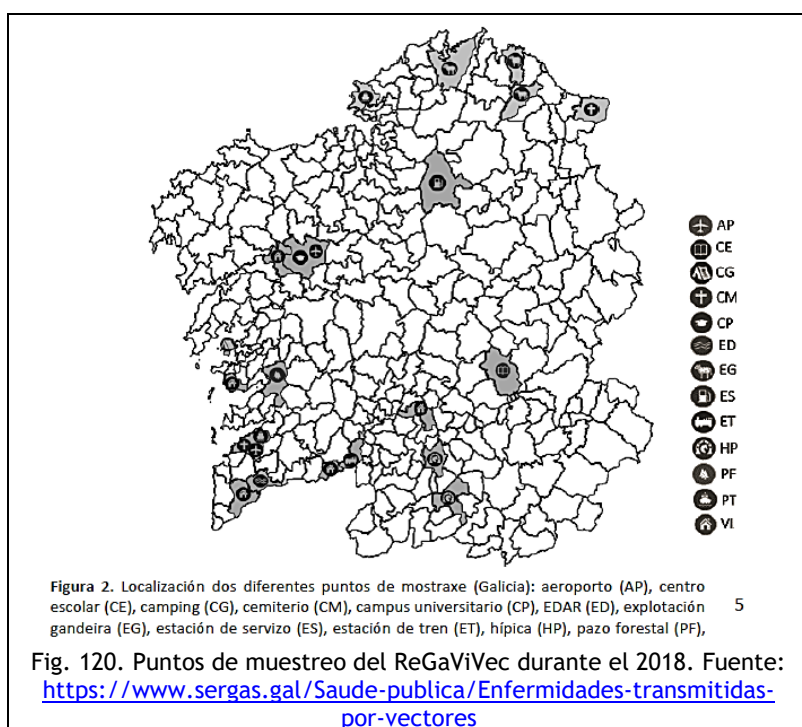 AP
CE
CG
CM
CP
ED
EG
ES
ET
HP
PF
PT
VI
Figura 2. Localización dos diferentes puntos de mostraxe (Galicia): aeroporto (AP), centro
escolar (CE), camping (CG), cemiterio (CM), campus universitario (CP), EDAR (ED), explotación
gandeira (EG), estación de servizo (ES), estación de tren (ET), hípica (HP), pazo forestal (PF),
5
Fig. 120. Puntos de muestreo del ReGaViVec durante el 2018. Fuente:
https://www.sergas.gal/Saude-publica/Enfermidades-transmitidas-
por-vectores